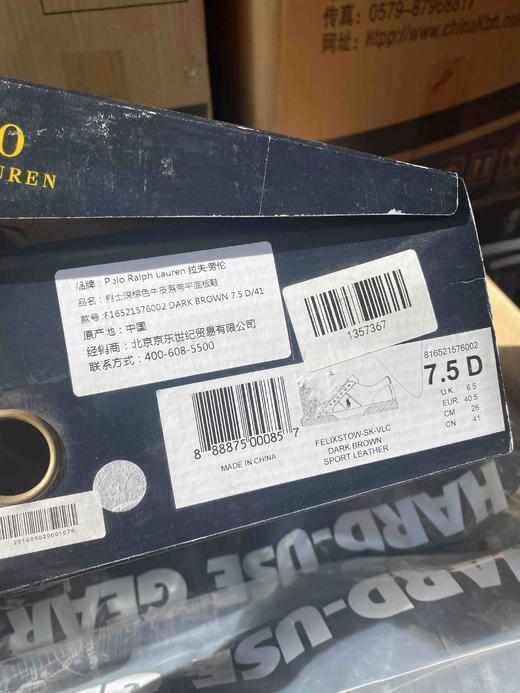 传真: 0579-87968817
网址: Http://www.chinaKbh.com
O
UREN
品牌: Polo Ralph Lauren 拉夫劳伦
品名: 男士深棕色牛皮系带平底板鞋
款号: 816521576002 DARK BROWN 7.5 D/41
原产地: 中国
经销商: 北京京乐世纪贸易有限公司
联系方式: 400-608-5500
1357367
816521576002
7.5 D
U.K 6.5
EUR 40.5
CM 26
CN 41
8 88875 00085 7
MADE IN CHINA
FELIXSTOW-SK-VLC
DARK BROWN
SPORT LEATHER
201609020001075
HARD-USE
GEAR
HARD-USE